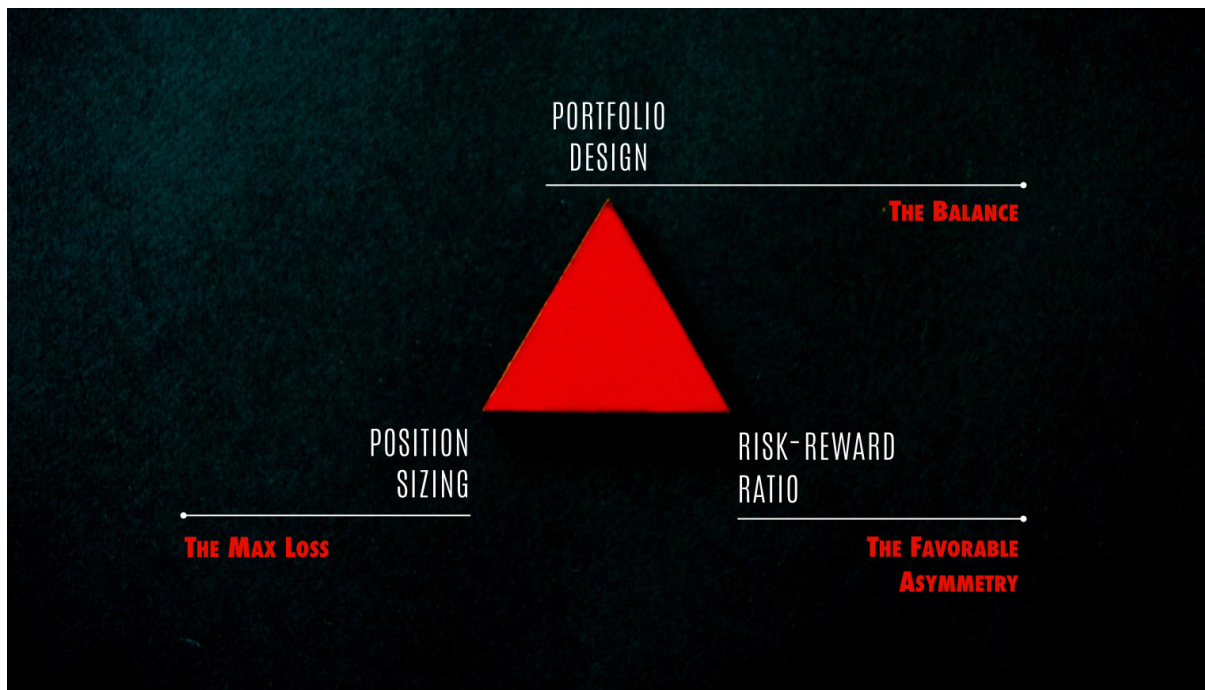 PORTFOLIO
DESIGN
THE BALANCE
POSITION
SIZING
THE MAX LOSS
RISK-REWARD
RATIO
THE FAVORABLE
ASYMMETRY